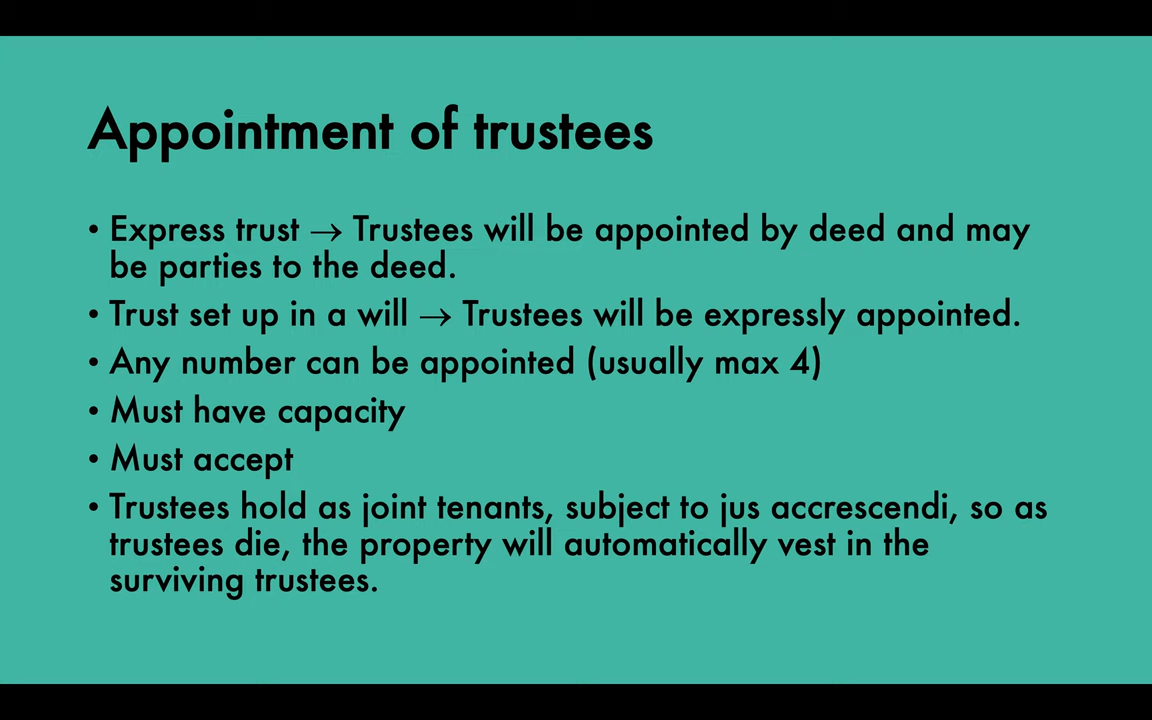 Appointment of trustees
• Express trust → Trustees will be appointed by deed and may
be parties to the deed.
• Trust set up in a will → Trustees will be expressly appointed.
• Any number can be appointed (usually max 4)
• Must have capacity
• Must accept
• Trustees hold as joint tenants, subject to jus accrescendi, so as
trustees die, the property will automatically vest in the
surviving trustees.